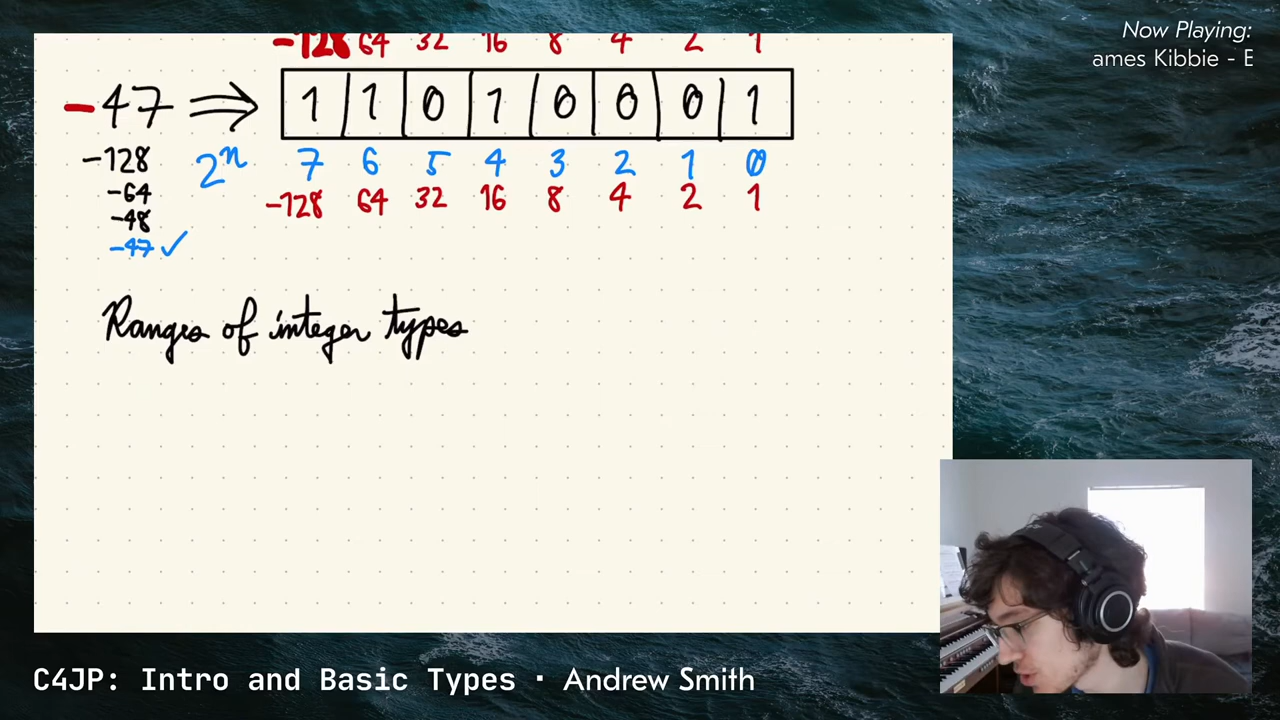 Now Playing:
ames Kibbie - E
-128 64 32 16 8 4 2 1
-47 ⇒ 1 1 0 1 0 0 0 1
-128 2ⁿ 7 6 5 4 3 2 1 0
-64 -128 64 32 16 8 4 2 1
-48
-47 ✓
Ranges of integer types
C4JP: Intro and Basic Types · Andrew Smith